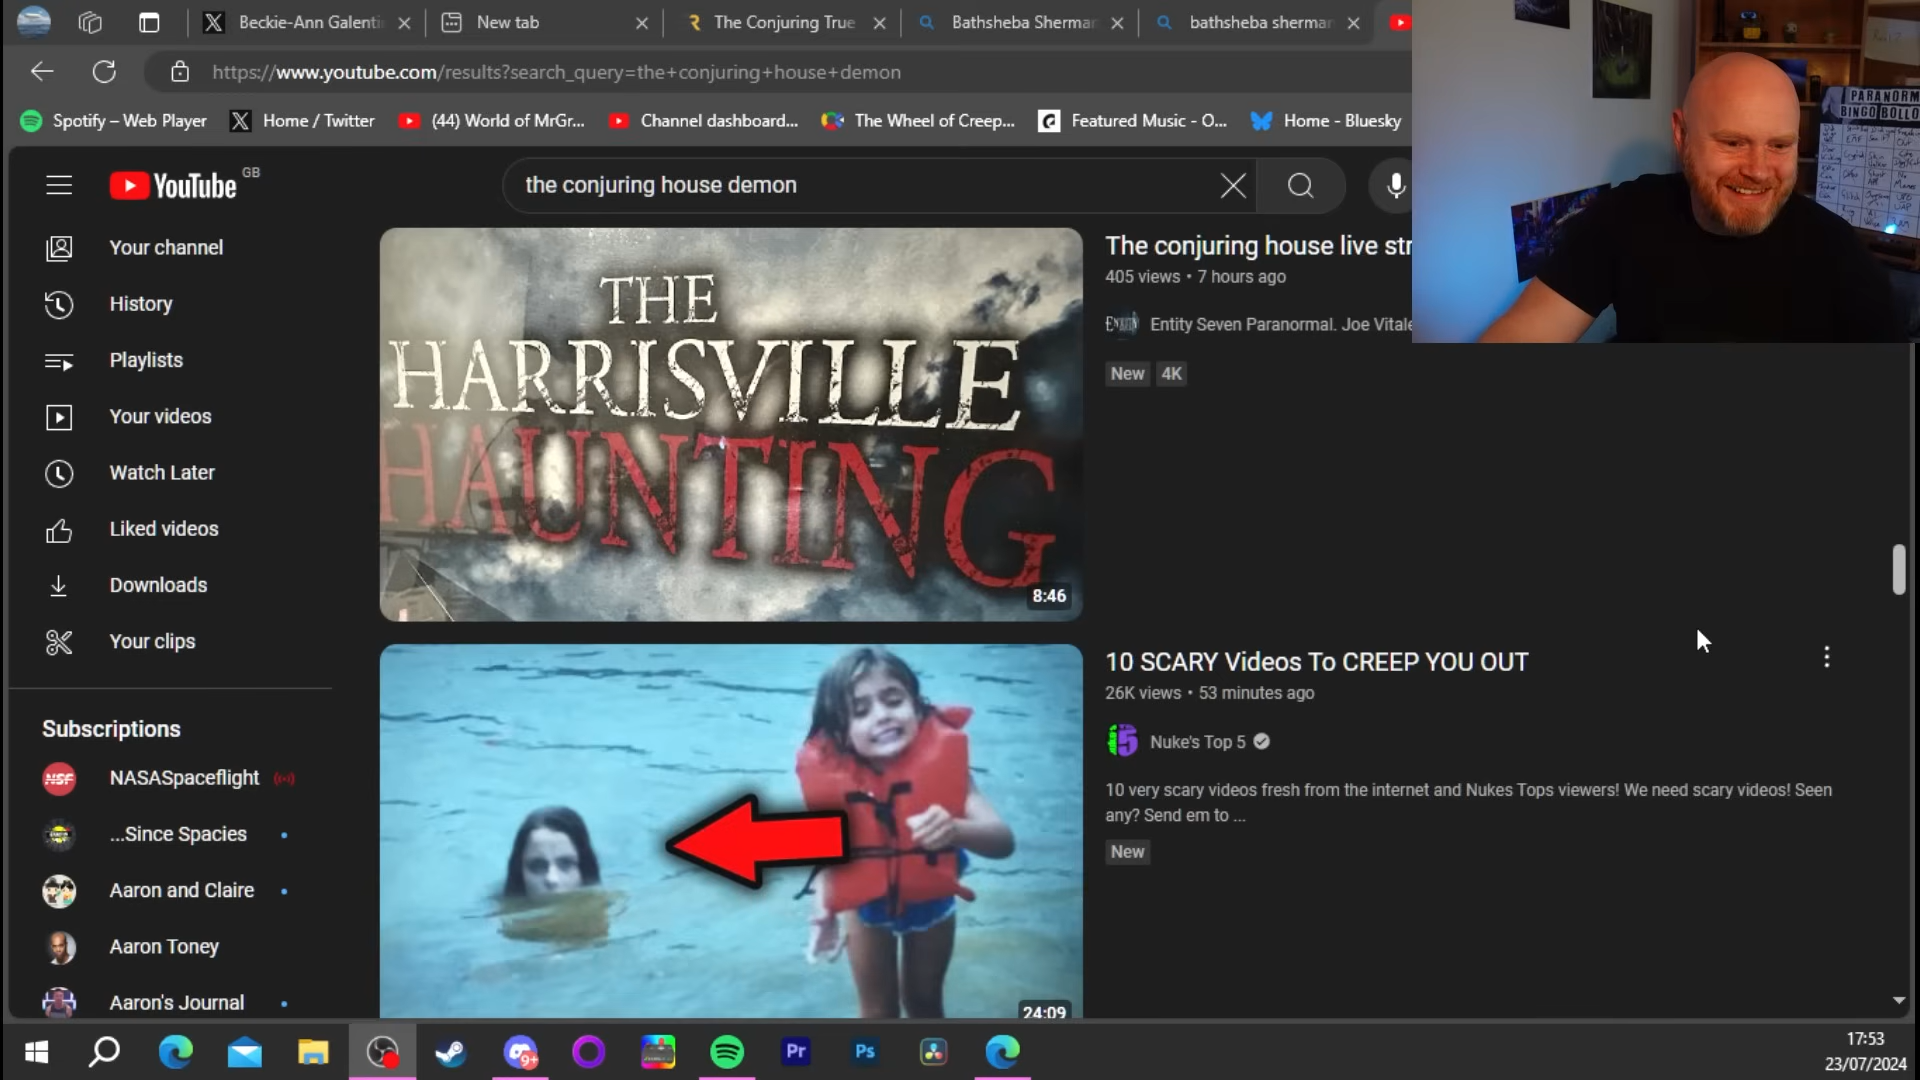 Beckie-Ann Galenti
New tab
The Conjuring True
Bathsheba Sherman
bathsheba sherman
https://www.youtube.com/results?search_query=the+conjuring+house+demon
Spotify – Web Player
Home / Twitter
(44) World of MrGr...
Channel dashboard...
The Wheel of Creep...
Featured Music - O...
Home - Bluesky
PARANORM
BINGO BOLLO
YouTube GB
the conjuring house demon
Your channel
History
Playlists
Your videos
Watch Later
Liked videos
Downloads
Your clips
Subscriptions
NSF
NASASpaceflight
...Since Spacies
Aaron and Claire
Aaron Toney
Aaron's Journal
THE
HARRISVILLE
HAUNTING
8:46
The conjuring house live str
405 views • 7 hours ago
Entity Seven Paranormal. Joe Vitale
New
4K
24:09
10 SCARY Videos To CREEP YOU OUT
26K views • 53 minutes ago
Nuke's Top 5
10 very scary videos fresh from the internet and Nukes Tops viewers! We need scary videos! Seen
any? Send em to ...
New
9+
Pr
Ps
17:53
23/07/2024